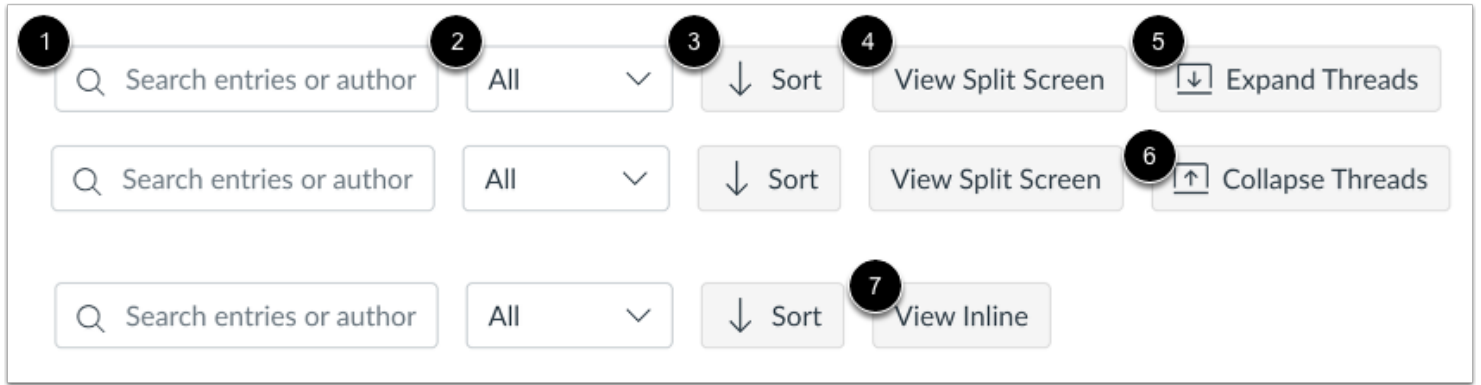 1 2 3 4 5
Search entries or author All Sort View Split Screen Expand Threads
6
Search entries or author All Sort View Split Screen Collapse Threads
7
Search entries or author All Sort View Inline